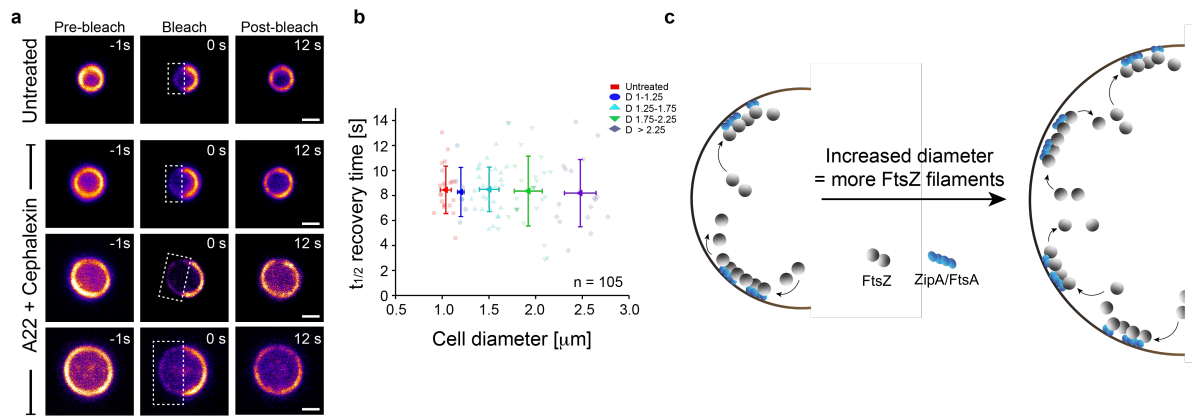 a
Pre-bleach Bleach Post-bleach
Untreated
-1s 0 s 12 s
A22 + Cephalexin
-1s 0 s 12 s
-1s 0 s 12 s
-1s 0 s 12 s
b
Untreated
D 1-1.25
D 1.25-1.75
D 1.75-2.25
D > 2.25
t1/2 recovery time [s]
14
12
10
8
6
4
2
0
n = 105
0.5 1.0 1.5 2.0 2.5 3.0
Cell diameter [μm]
c
Increased diameter
= more FtsZ filaments
FtsZ
ZipA/FtsA